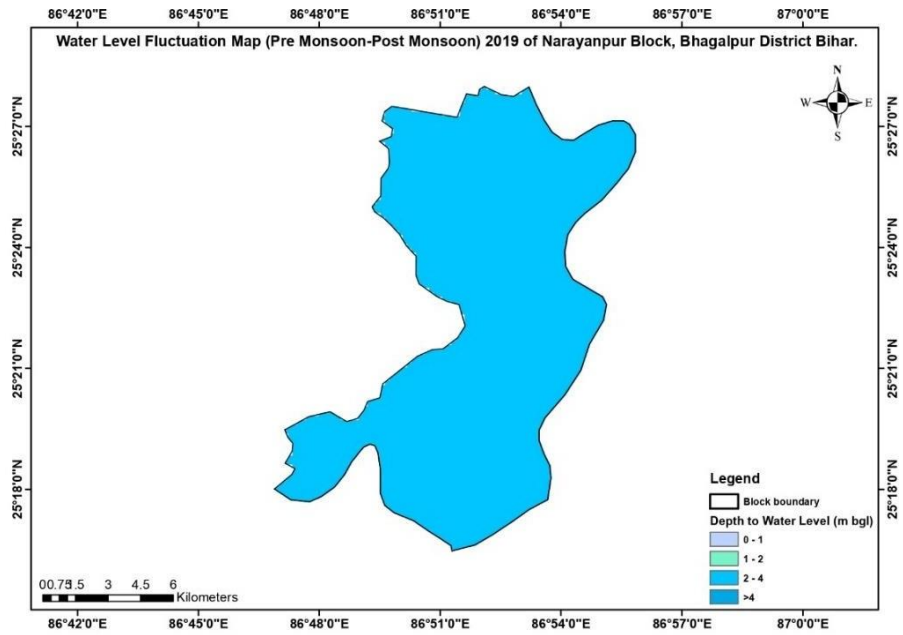 86°42'0"E 86°45'0"E 86°48'0"E 86°51'0"E 86°54'0"E 86°57'0"E 87°0'0"E
Water Level Fluctuation Map (Pre Monsoon-Post Monsoon) 2019 of Narayanpur Block, Bhagalpur District Bihar.
N
W E
S
25°27'0"N 25°27'0"N
25°24'0"N 25°24'0"N
25°21'0"N 25°21'0"N
25°18'0"N 25°18'0"N
Legend
Block boundary
Depth to Water Level (m bgl)
0 - 1
1 - 2
2 - 4
>4
0 0.75 1.5 3 4.5 6
Kilometers
86°42'0"E 86°45'0"E 86°48'0"E 86°51'0"E 86°54'0"E 86°57'0"E 87°0'0"E